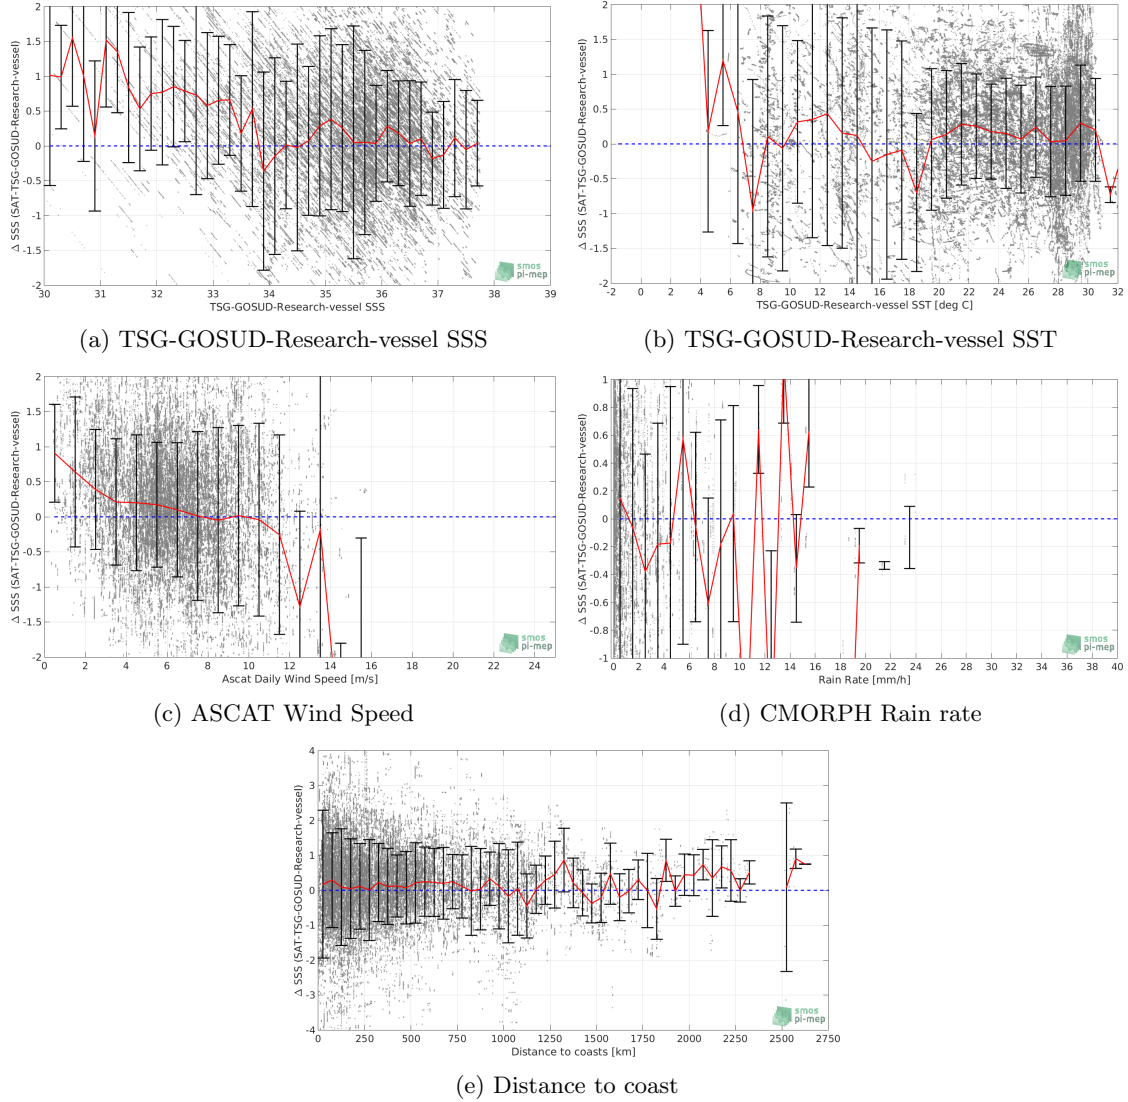 2
1.5
1
0.5
0
-0.5
-1
-1.5
-2
Δ SSS (SAT-TSG-GOSUD-Research-vessel)
30 31 32 33 34 35 36 37 38 39
TSG-GOSUD-Research-vessel SSS
smos
pi-mep
(a) TSG-GOSUD-Research-vessel SSS
2
1.5
1
0.5
0
-0.5
-1
-1.5
-2
Δ SSS (SAT-TSG-GOSUD-Research-vessel)
-2 0 2 4 6 8 10 12 14 16 18 20 22 24 26 28 30 32
TSG-GOSUD-Research-vessel SST [deg C]
smos
pi-mep
(b) TSG-GOSUD-Research-vessel SST
2
1.5
1
0.5
0
-0.5
-1
-1.5
-2
Δ SSS (SAT-TSG-GOSUD-Research-vessel)
0 2 4 6 8 10 12 14 16 18 20 22 24
Ascat Daily Wind Speed [m/s]
smos
pi-mep
(c) ASCAT Wind Speed
1
0.8
0.6
0.4
0.2
0
-0.2
-0.4
-0.6
-0.8
-1
Δ SSS (SAT-TSG-GOSUD-Research-vessel)
0 2 4 6 8 10 12 14 16 18 20 22 24 26 28 30 32 34 36 38 40
Rain Rate [mm/h]
smos
pi-mep
(d) CMORPH Rain rate
4
3
2
1
0
-1
-2
-3
-4
Δ SSS (SAT-TSG-GOSUD-Research-vessel)
0 250 500 750 1000 1250 1500 1750 2000 2250 2500 2750
Distance to coasts [km]
smos
pi-mep
(e) Distance to coast